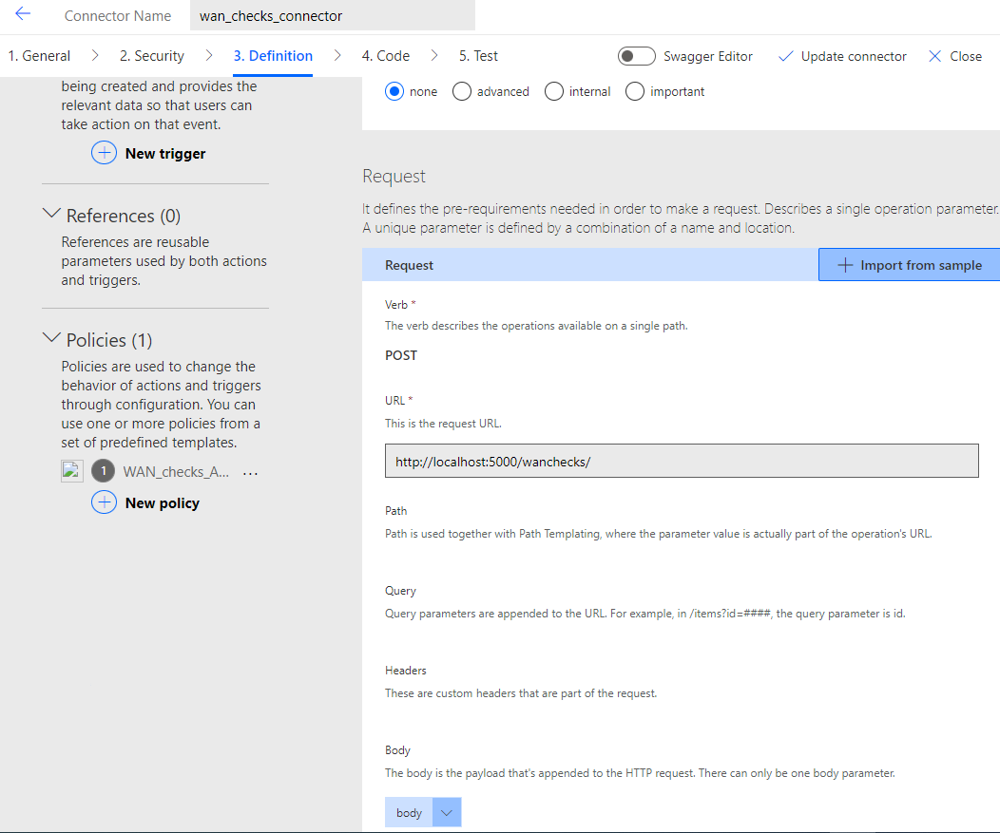 Connector Name
wan_checks_connector
1. General
2. Security
3. Definition
4. Code
5. Test
Swagger Editor
Update connector
Close
being created and provides the
relevant data so that users can
take action on that event.
New trigger
References (0)
References are reusable
parameters used by both actions
and triggers.
Policies (1)
Policies are used to change the
behavior of actions and triggers
through configuration. You can
use one or more policies from a
set of predefined templates.
1 WAN_checks_A... ...
New policy
none advanced internal important
Request
It defines the pre-requirements needed in order to make a request. Describes a single operation parameter.
A unique parameter is defined by a combination of a name and location.
Request
Import from sample
Verb *
The verb describes the operations available on a single path.
POST
URL *
This is the request URL.
http://localhost:5000/wanchecks/
Path
Path is used together with Path Templating, where the parameter value is actually part of the operation's URL.
Query
Query parameters are appended to the URL. For example, in /items?id=####, the query parameter is id.
Headers
These are custom headers that are part of the request.
Body
The body is the payload that's appended to the HTTP request. There can only be one body parameter.
body